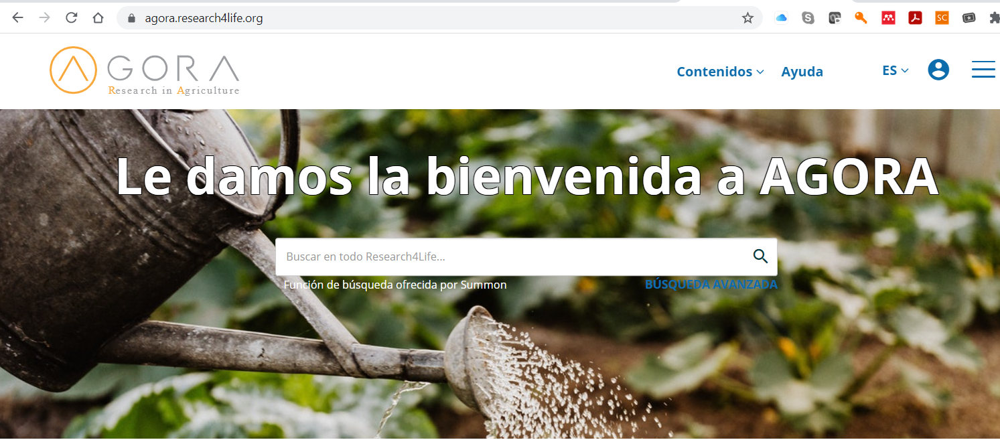 agora.research4life.org
SC
GORA
Research in Agriculture
Contenidos
Ayuda
ES
Le damos la bienvenida a AGORA
Buscar en todo Research4Life...
Función de búsqueda ofrecida por Summon
BÚSQUEDA AVANZADA